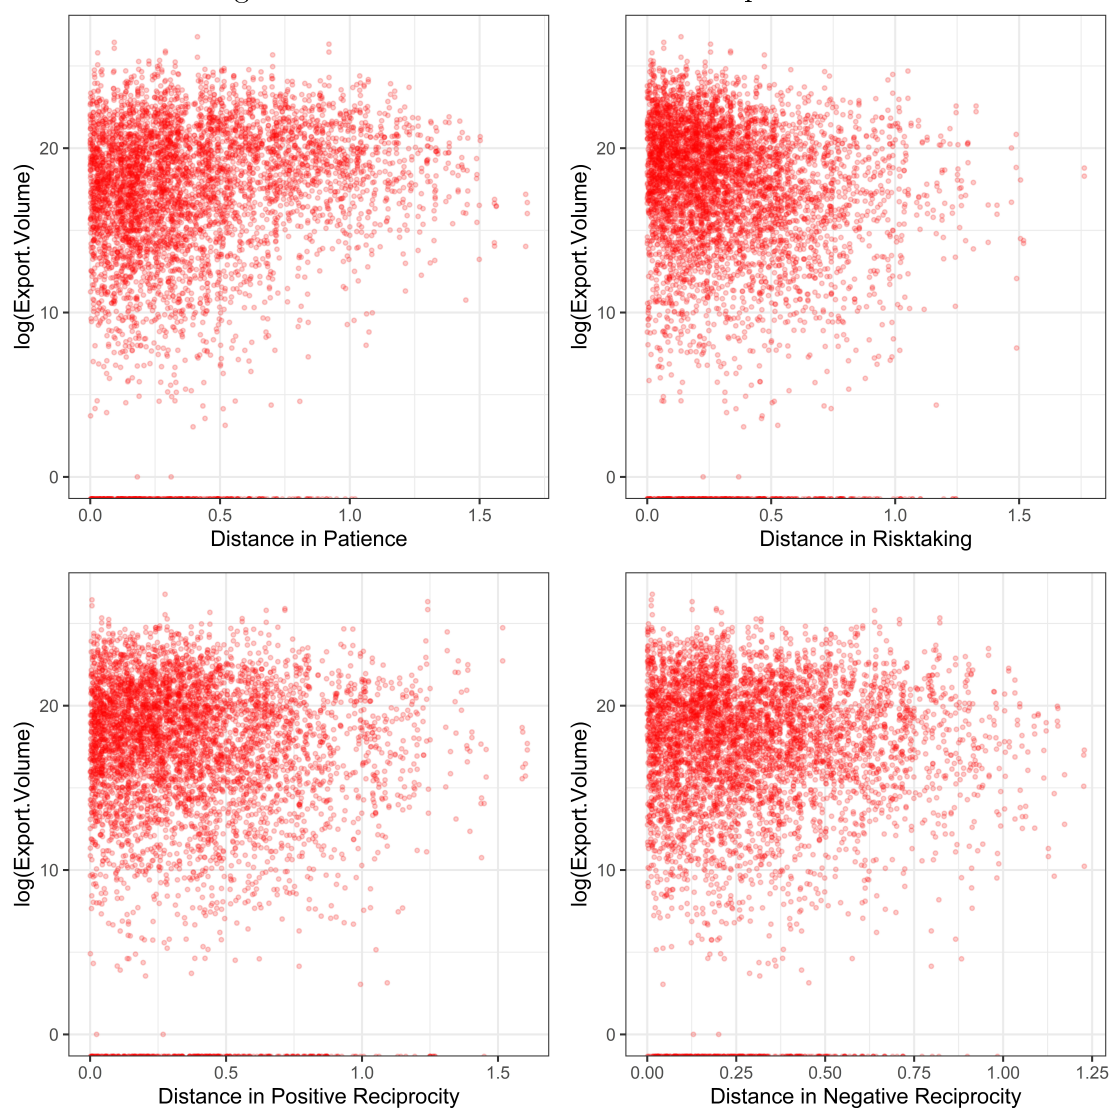 log(Export.Volume)
20
10
0
0.0 0.5 1.0 1.5
Distance in Patience
log(Export.Volume)
20
10
0
0.0 0.5 1.0 1.5
Distance in Risktaking
log(Export.Volume)
20
10
0
0.0 0.5 1.0 1.5
Distance in Positive Reciprocity
log(Export.Volume)
20
10
0
0.00 0.25 0.50 0.75 1.00 1.25
Distance in Negative Reciprocity